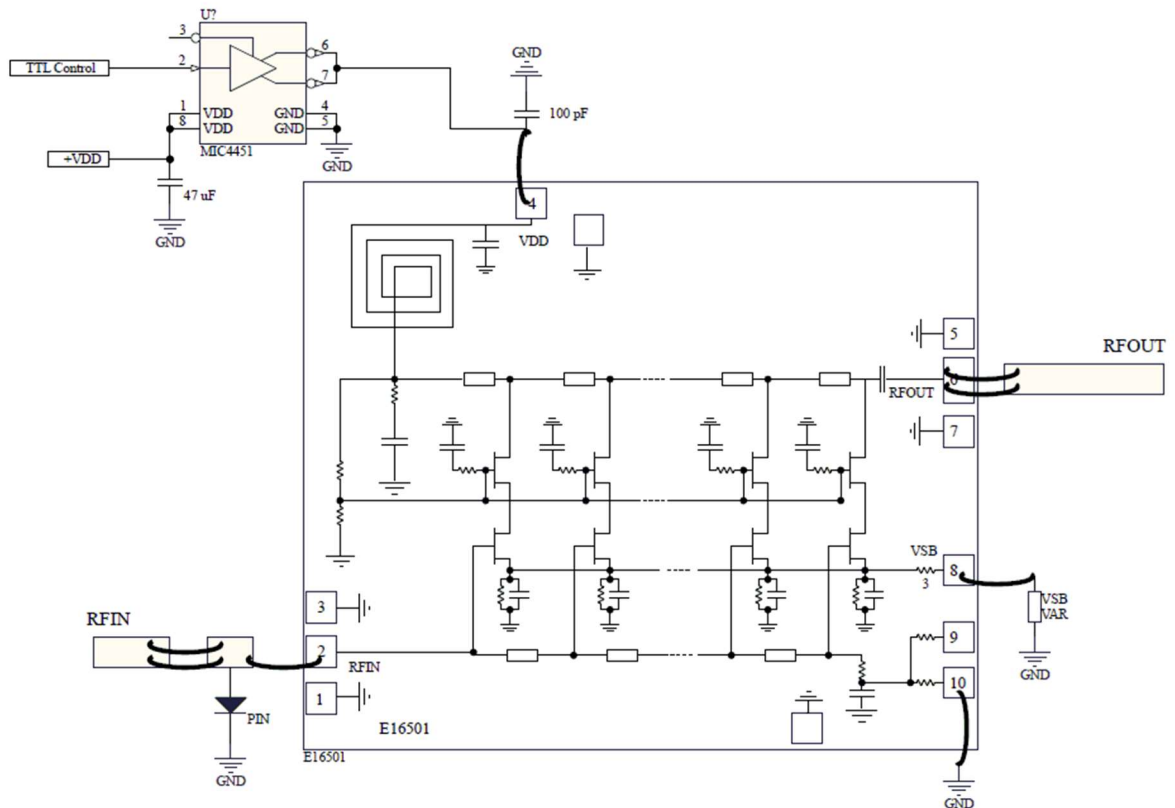 U?
3
6
GND
TTL Control
2
7
100 pF
1
VDD
GND
4
8
VDD
GND
5
MIC4451
GND
+VDD
47 uF
GND
4
VDD
5
RFOUT
6
RFOUT
7
VSB
8
3
VSB
VAR
3
RFIN
9
2
RFIN
GND
10
1
PIN
E16501
E16501
GND
GND